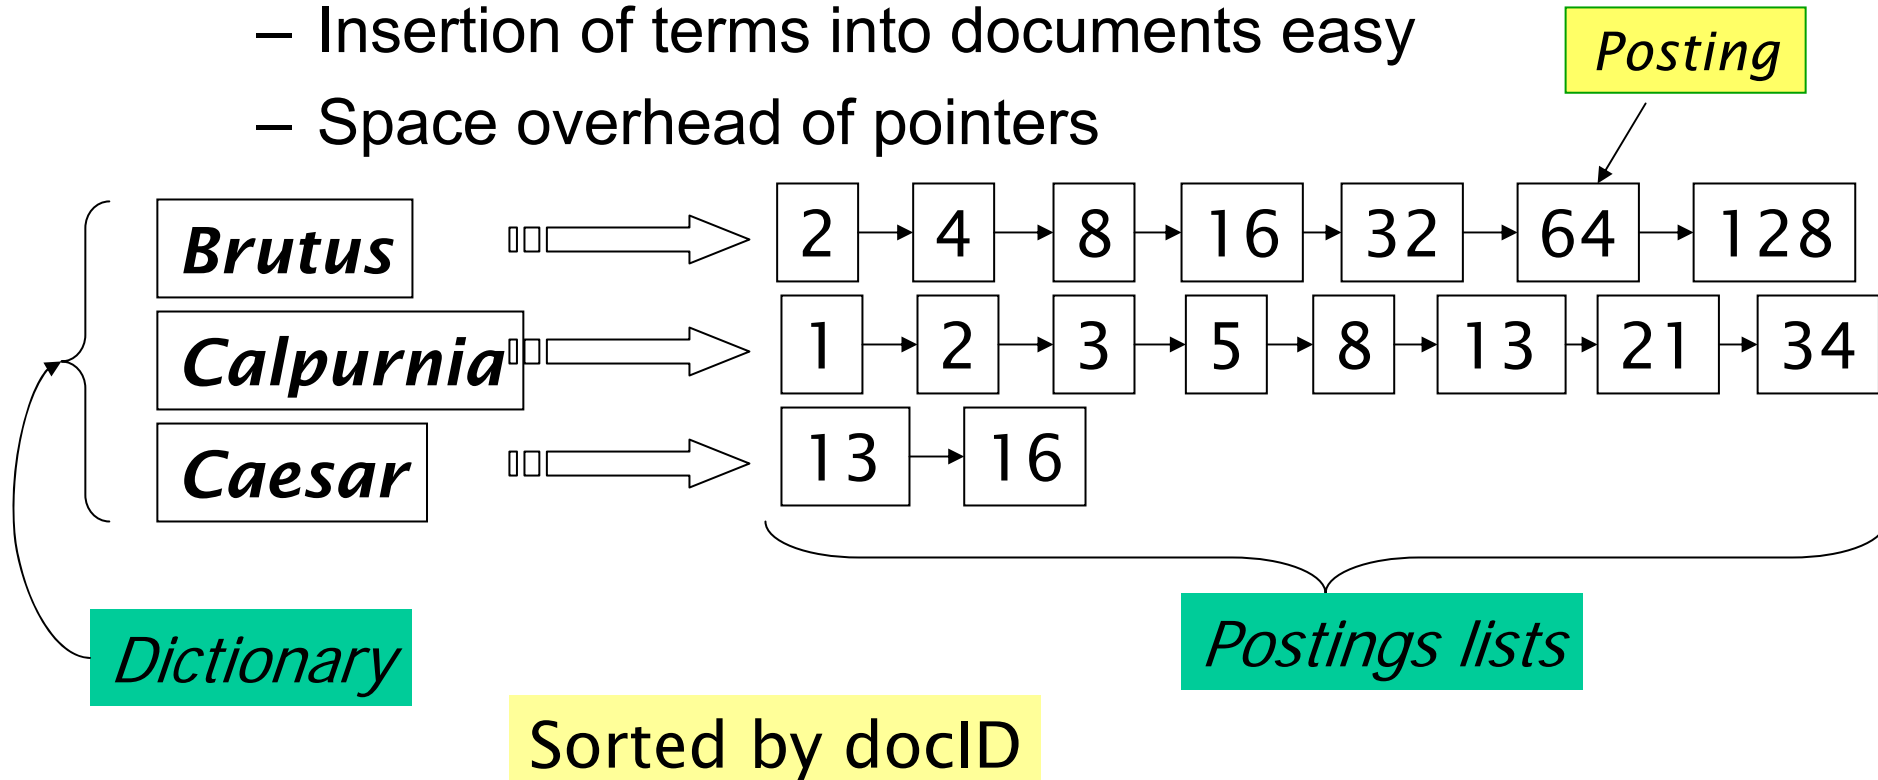 – Insertion of terms into documents easy
Posting
– Space overhead of pointers
Brutus 2 4 8 16 32 64 128
Calpurnia 1 2 3 5 8 13 21 34
Caesar 13 16
Dictionary
Postings lists
Sorted by docID